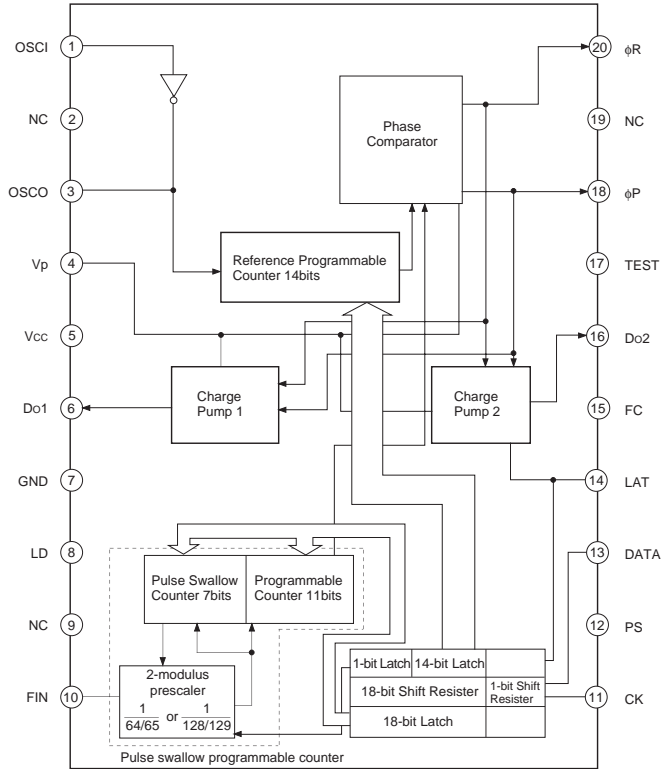 OSCI 1
20 φR
NC 2
19 NC
Phase
Comparator
OSCO 3
18 φP
Reference Programmable
Counter 14bits
Vp 4
17 TEST
Vcc 5
16 Do2
Charge
Pump 1
Charge
Pump 2
Do1 6
15 FC
GND 7
14 LAT
LD 8
13 DATA
Pulse Swallow
Counter 7bits
Programmable
Counter 11bits
NC 9
12 PS
1-bit Latch 14-bit Latch
2-modulus
prescaler
1
64/65
or
1
128/129
18-bit Shift Resister
1-bit Shift
Resister
FIN 10
11 CK
18-bit Latch
Pulse swallow programmable counter